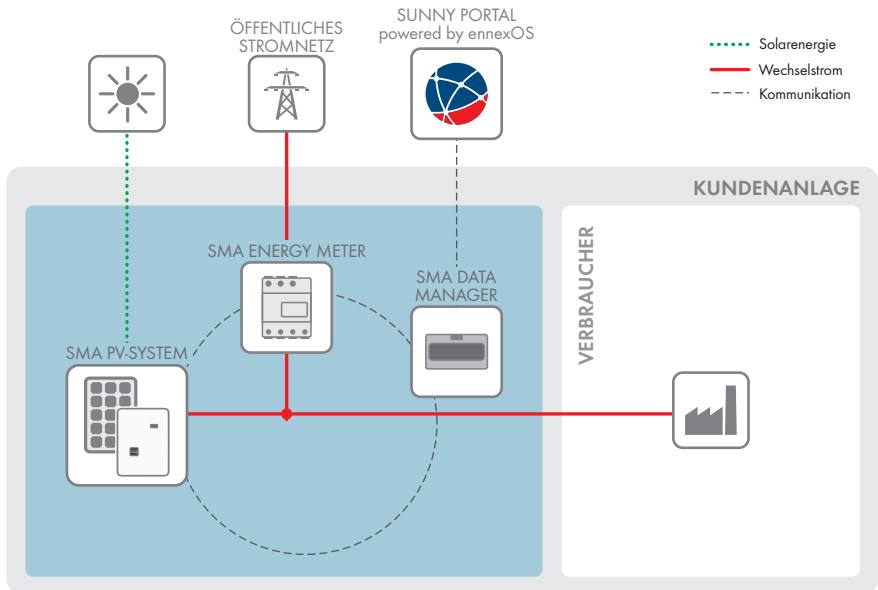 ÖFFENTLICHES
STROMNETZ
SUNNY PORTAL
powered by ennexOS
Solarenergie
Wechselstrom
Kommunikation
KUNDENANLAGE
SMA ENERGY METER
SMA DATA
MANAGER
SMA PV-SYSTEM
VERBRAUCHER